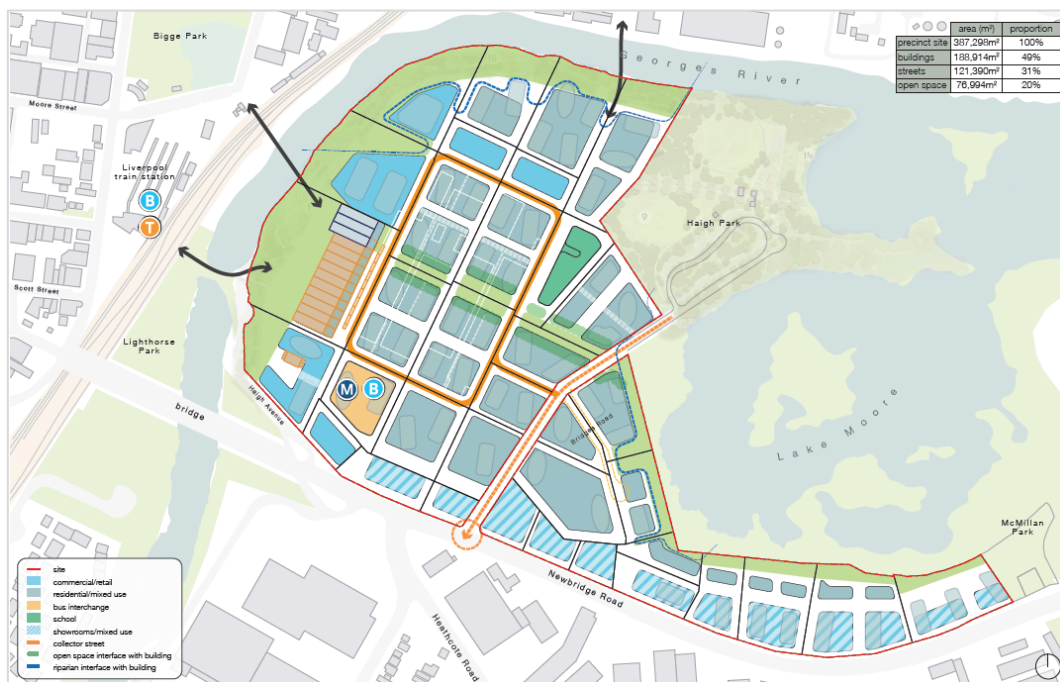 area (m²) proportion
precinct site 387,298m² 100%
buildings 188,914m² 49%
streets 121,390m² 31%
open space 76,994m² 20%
Bigge Park
Georges River
Moore Street
Liverpool
train station
B
T
Haigh Park
Scott Street
Lighthorse
Park
bridge
Haigh Avenue
M
B
Bridges Road
Lake Moore
McMillan
Park
Newbridge Road
Heathcote Road
site
commercial/retail
residential/mixed use
bus interchange
school
showrooms/mixed use
collector street
open space interface with building
riparian interface with building